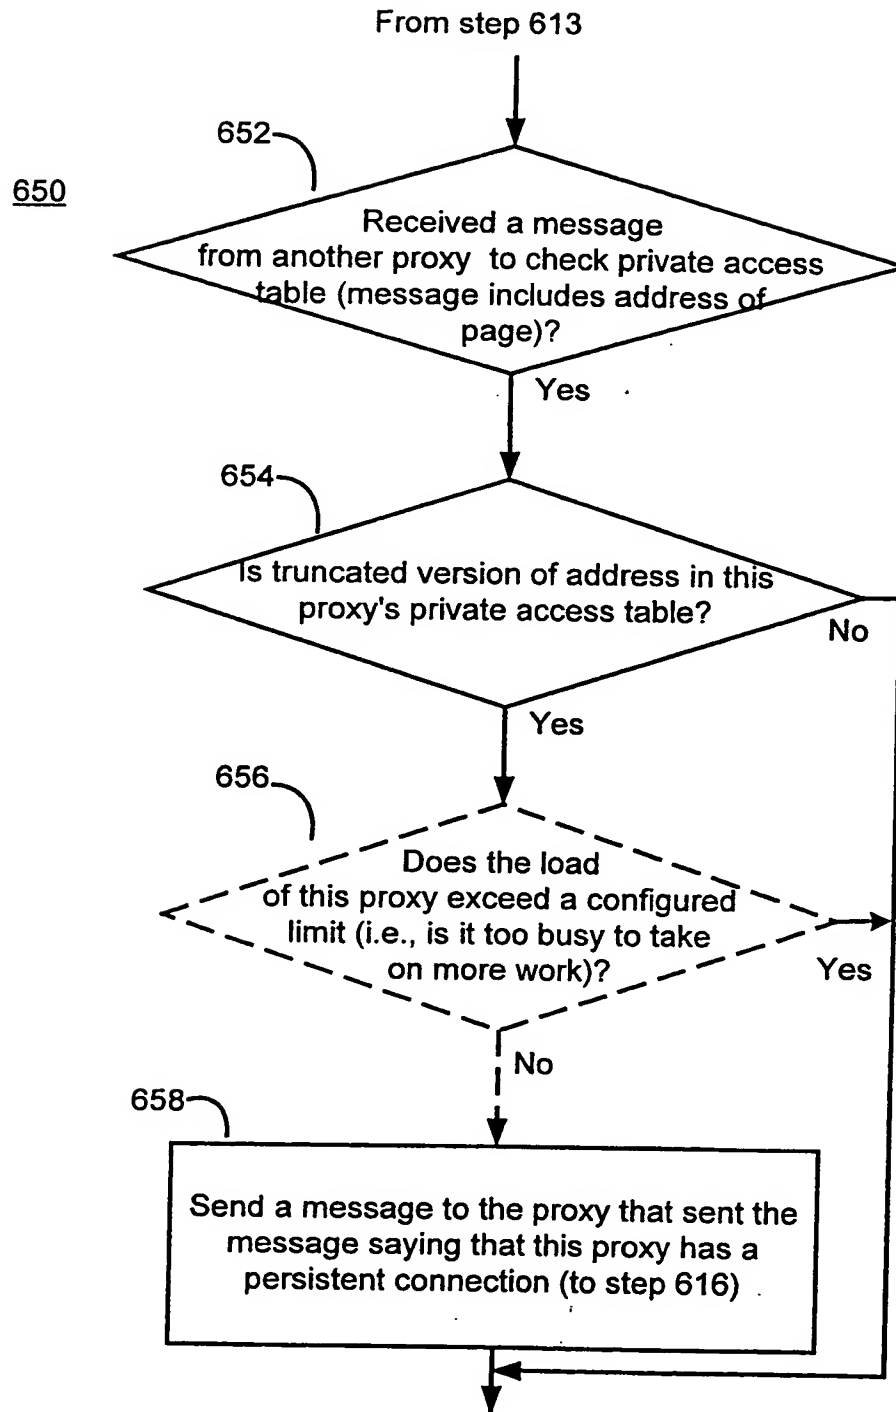 From step 613
652
650
Received a message
from another proxy to check private access
table (message includes address of
page)?
Yes
654
Is truncated version of address in this
proxy's private access table?
No
Yes
656
Does the load
of this proxy exceed a configured
limit (i.e., is it too busy to take
on more work)?
Yes
No
658
Send a message to the proxy that sent the
message saying that this proxy has a
persistent connection (to step 616)